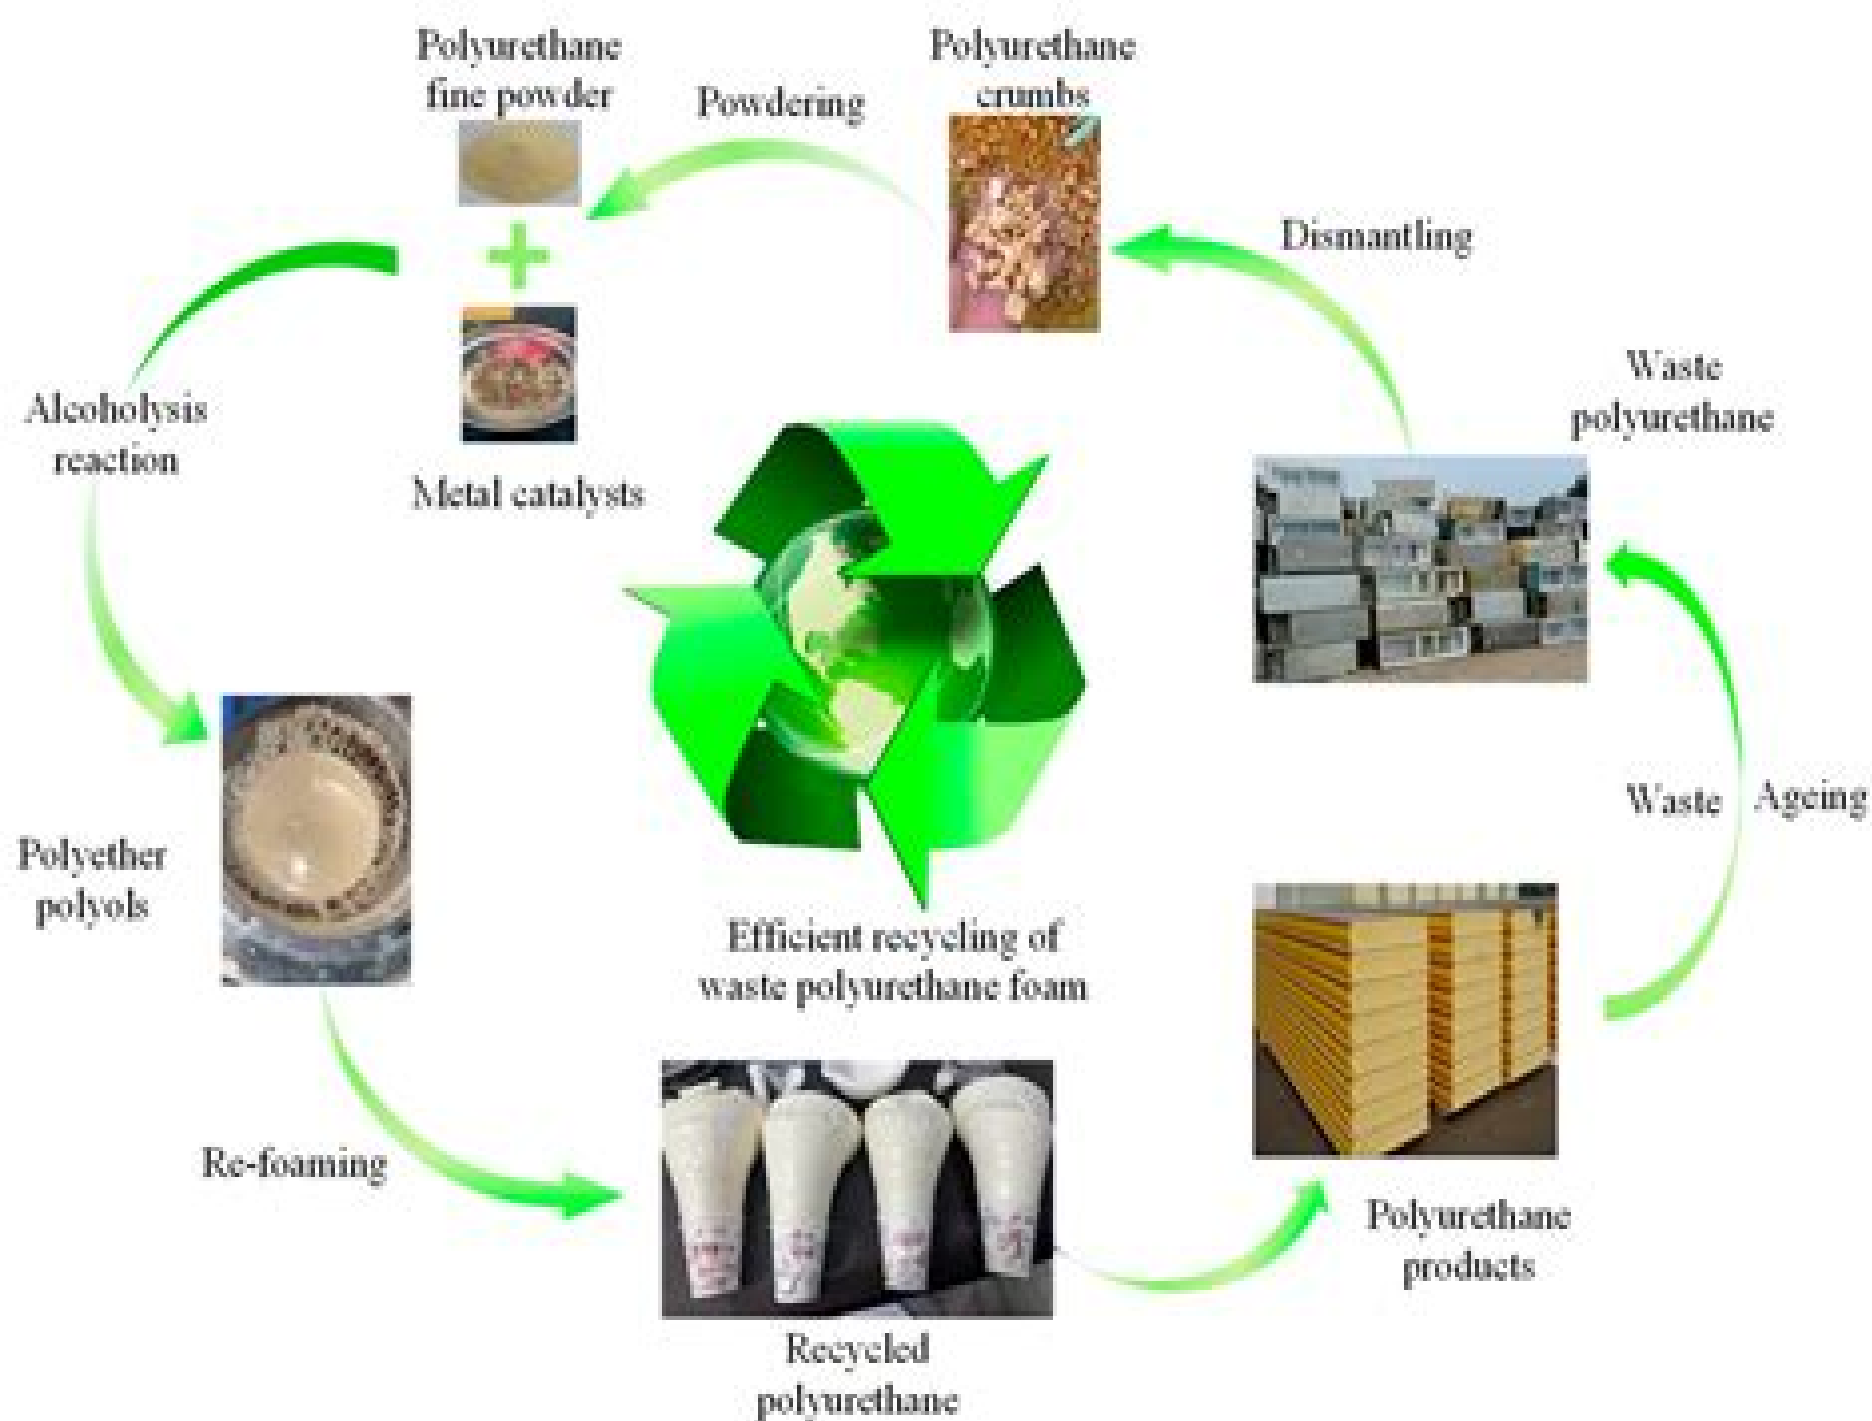 Polyurethane
fine powder
Powdering
Polyurethane
crumbs
Dismantling
Waste
polyurethane
Alcoholysis
reaction
Metal catalysts
Waste
Ageing
Polyether
polyols
Efficient recycling of
waste polyurethane foam
Re-foaming
Polyurethane
products
Recycled
polyurethane